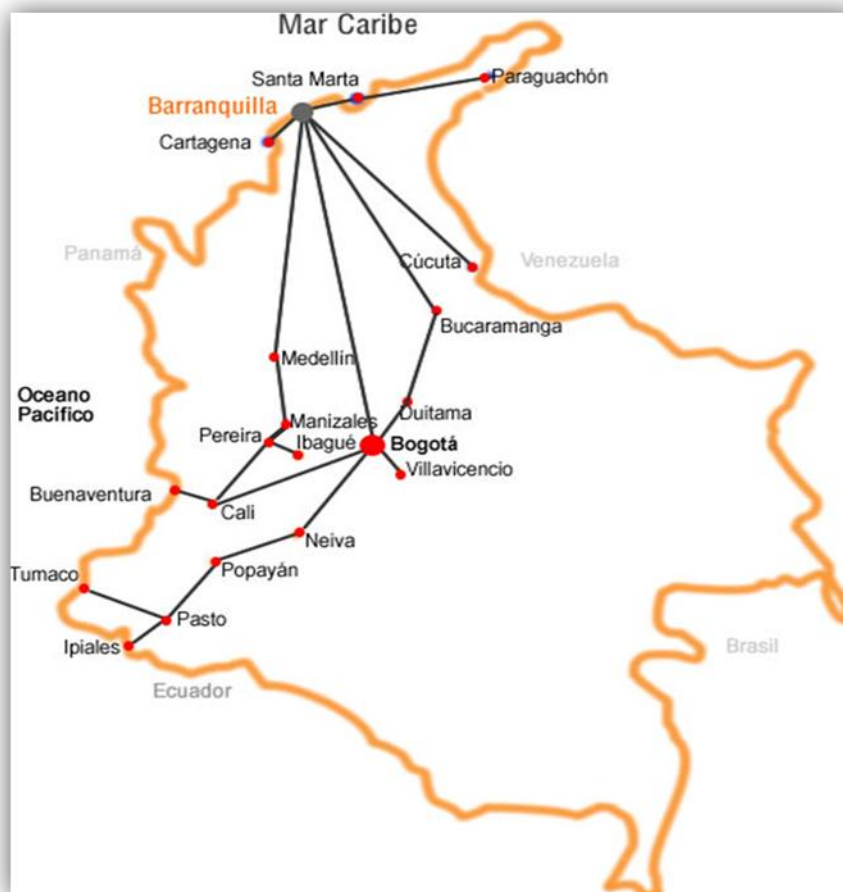 Mar Caribe
Santa Marta
Paraguachón
Barranquilla
Cartagena
Panamá
Cúcuta
Venezuela
Bucaramanga
Medellín
Oceano
Pacífico
Duitama
Manizales
Pereira
Ibagué
Bogotá
Villavicencio
Buenaventura
Cali
Neiva
Popayán
Tumaco
Pasto
Ipiales
Brasil
Ecuador